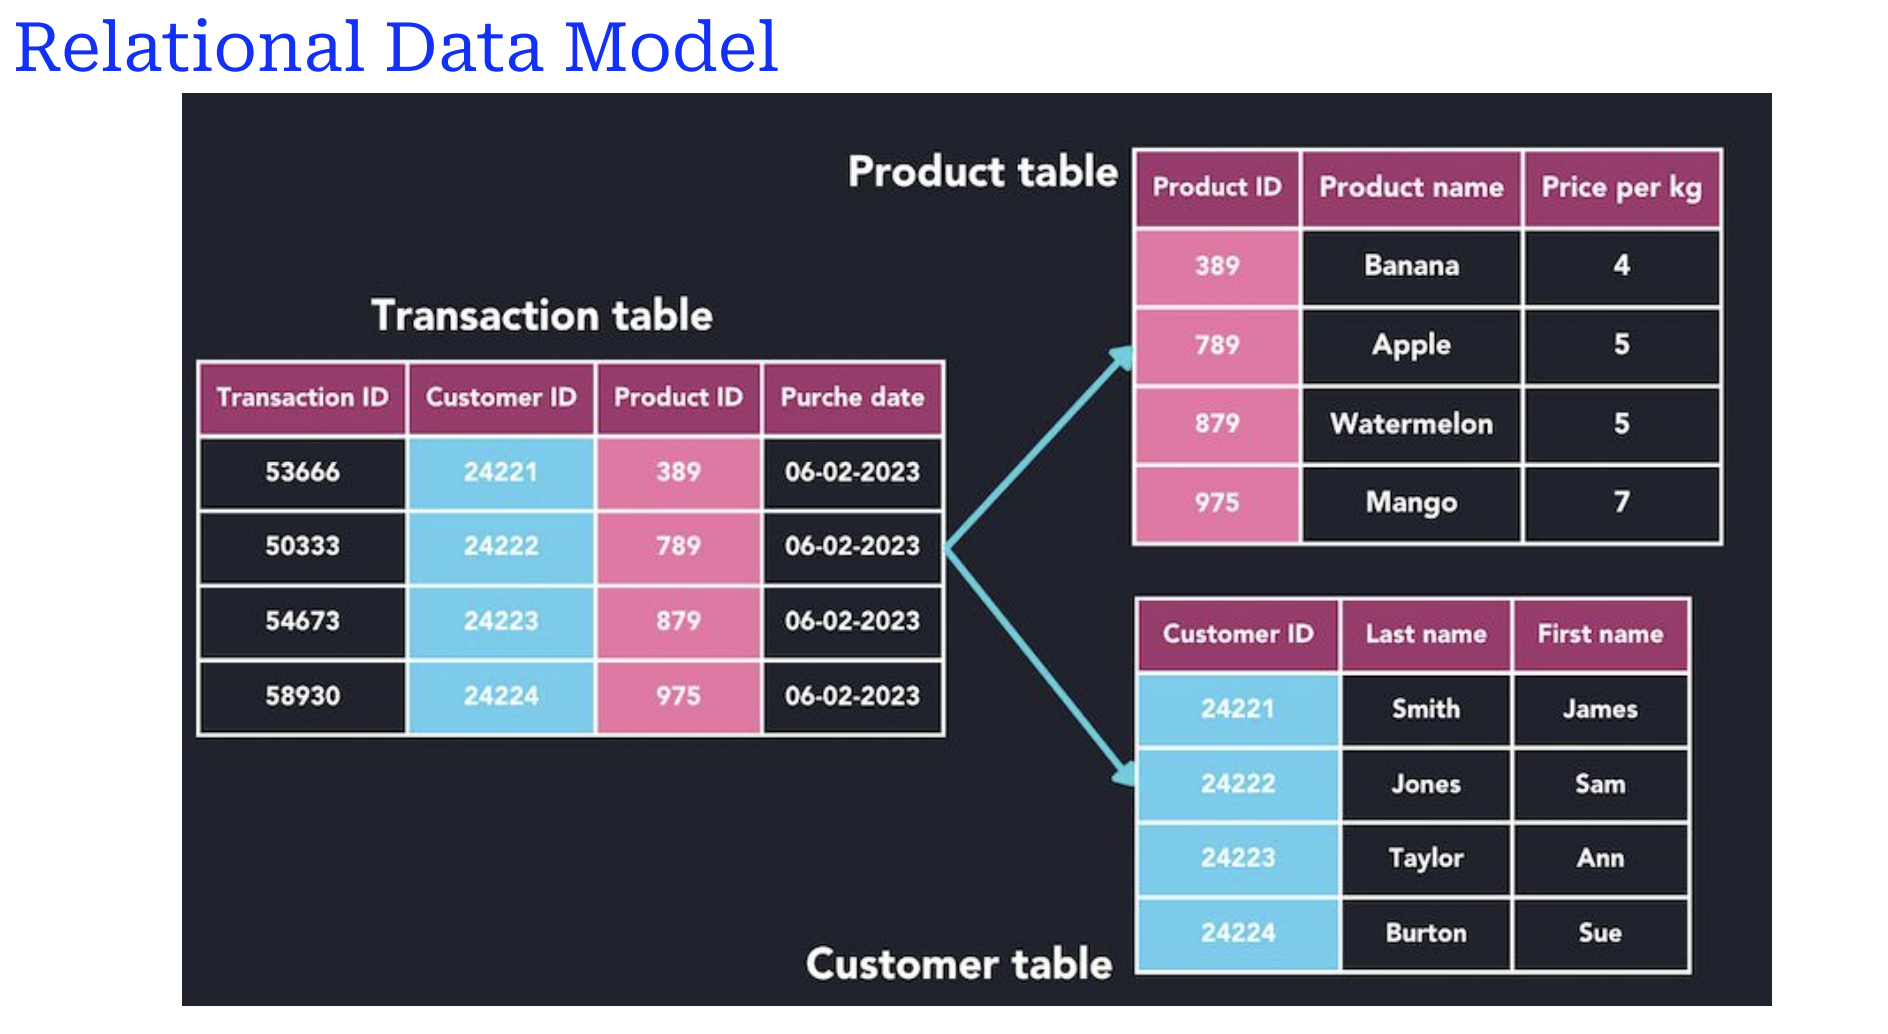 Relational Data Model
Product table
Product ID Product name Price per kg
389 Banana 4
789 Apple 5
879 Watermelon 5
975 Mango 7
Transaction table
Transaction ID Customer ID Product ID Purche date
53666 24221 389 06-02-2023
50333 24222 789 06-02-2023
54673 24223 879 06-02-2023
58930 24224 975 06-02-2023
Customer ID Last name First name
24221 Smith James
24222 Jones Sam
24223 Taylor Ann
24224 Burton Sue
Customer table